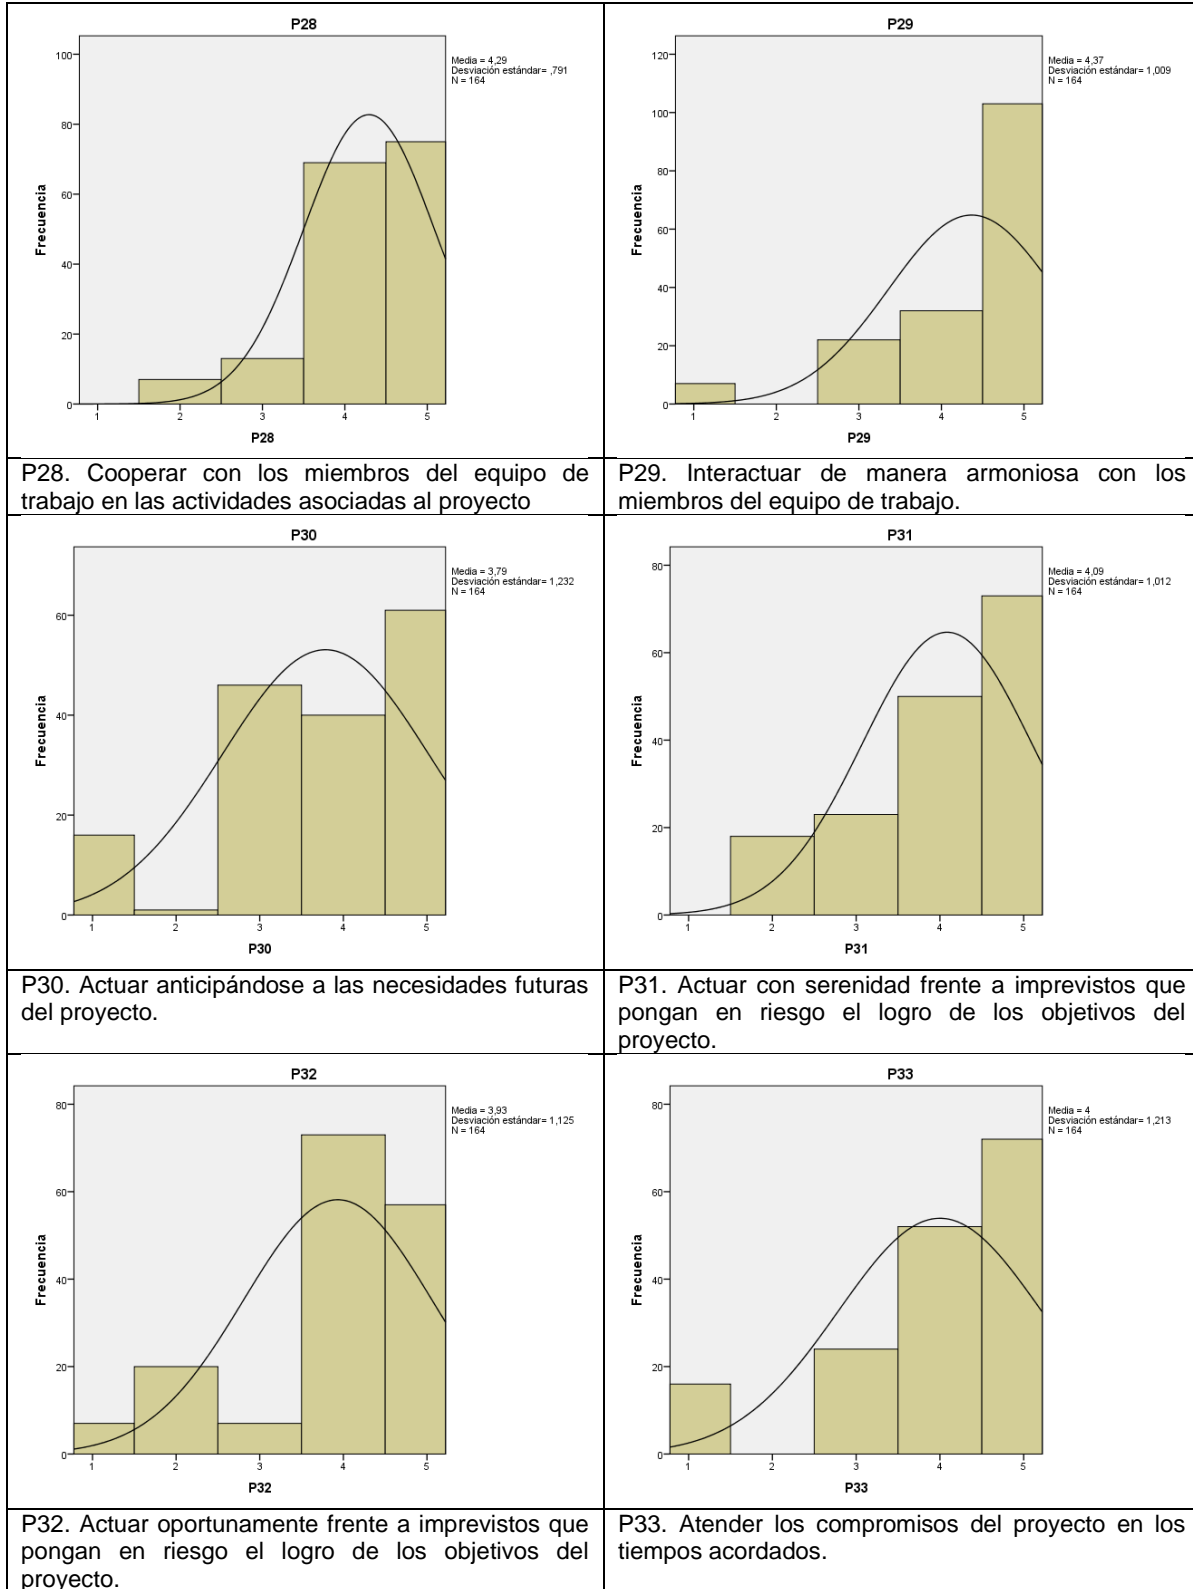 P28
Media = 4,29
Desviación estándar= ,791
N = 164
100
80
60
40
20
0
Frecuencia
1 2 3 4 5
P28
P29
Media = 4,37
Desviación estándar= 1,009
N = 164
120
100
80
60
40
20
0
Frecuencia
1 2 3 4 5
P29
P28. Cooperar con los miembros del equipo de
trabajo en las actividades asociadas al proyecto
P29. Interactuar de manera armoniosa con los
miembros del equipo de trabajo.
P30
Media = 3,79
Desviación estándar= 1,232
N = 164
60
40
20
0
Frecuencia
1 2 3 4 5
P30
P31
Media = 4,09
Desviación estándar= 1,012
N = 164
80
60
40
20
0
Frecuencia
1 2 3 4 5
P31
P30. Actuar anticipándose a las necesidades futuras
del proyecto.
P31. Actuar con serenidad frente a imprevistos que
pongan en riesgo el logro de los objetivos del
proyecto.
P32
Media = 3,93
Desviación estándar= 1,125
N = 164
80
60
40
20
0
Frecuencia
1 2 3 4 5
P32
P33
Media = 4
Desviación estándar= 1,213
N = 164
80
60
40
20
0
Frecuencia
1 2 3 4 5
P33
P32. Actuar oportunamente frente a imprevistos que
pongan en riesgo el logro de los objetivos del
proyecto.
P33. Atender los compromisos del proyecto en los
tiempos acordados.